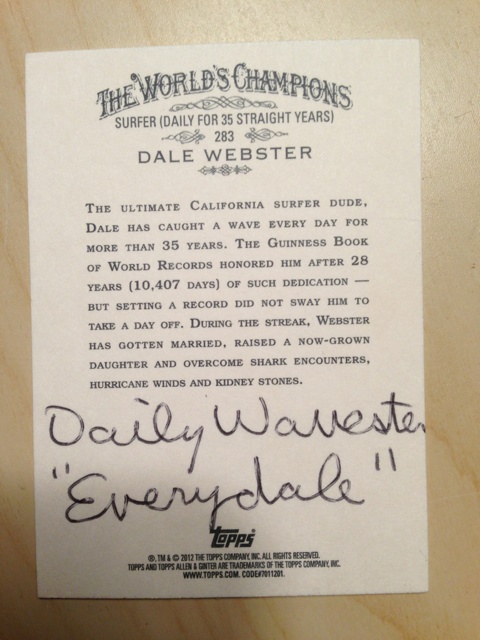 THE WORLD'S CHAMPIONS
SURFER (DAILY FOR 35 STRAIGHT YEARS)
283
DALE WEBSTER
THE ULTIMATE CALIFORNIA SURFER DUDE,
DALE HAS CAUGHT A WAVE EVERY DAY FOR
MORE THAN 35 YEARS. THE GUINNESS BOOK
OF WORLD RECORDS HONORED HIM AFTER 28
YEARS (10,407 DAYS) OF SUCH DEDICATION —
BUT SETTING A RECORD DID NOT SWAY HIM TO
TAKE A DAY OFF. DURING THE STREAK, WEBSTER
HAS GOTTEN MARRIED, RAISED A NOW-GROWN
DAUGHTER AND OVERCOME SHARK ENCOUNTERS,
HURRICANE WINDS AND KIDNEY STONES.
Daily Wavester
"Everydale"
Topps
®, TM & © 2012 THE TOPPS COMPANY, INC. ALL RIGHTS RESERVED.
TOPPS AND TOPPS ALLEN & GINTER ARE TRADEMARKS OF THE TOPPS COMPANY, INC.
WWW.TOPPS.COM. CODE#7011201.